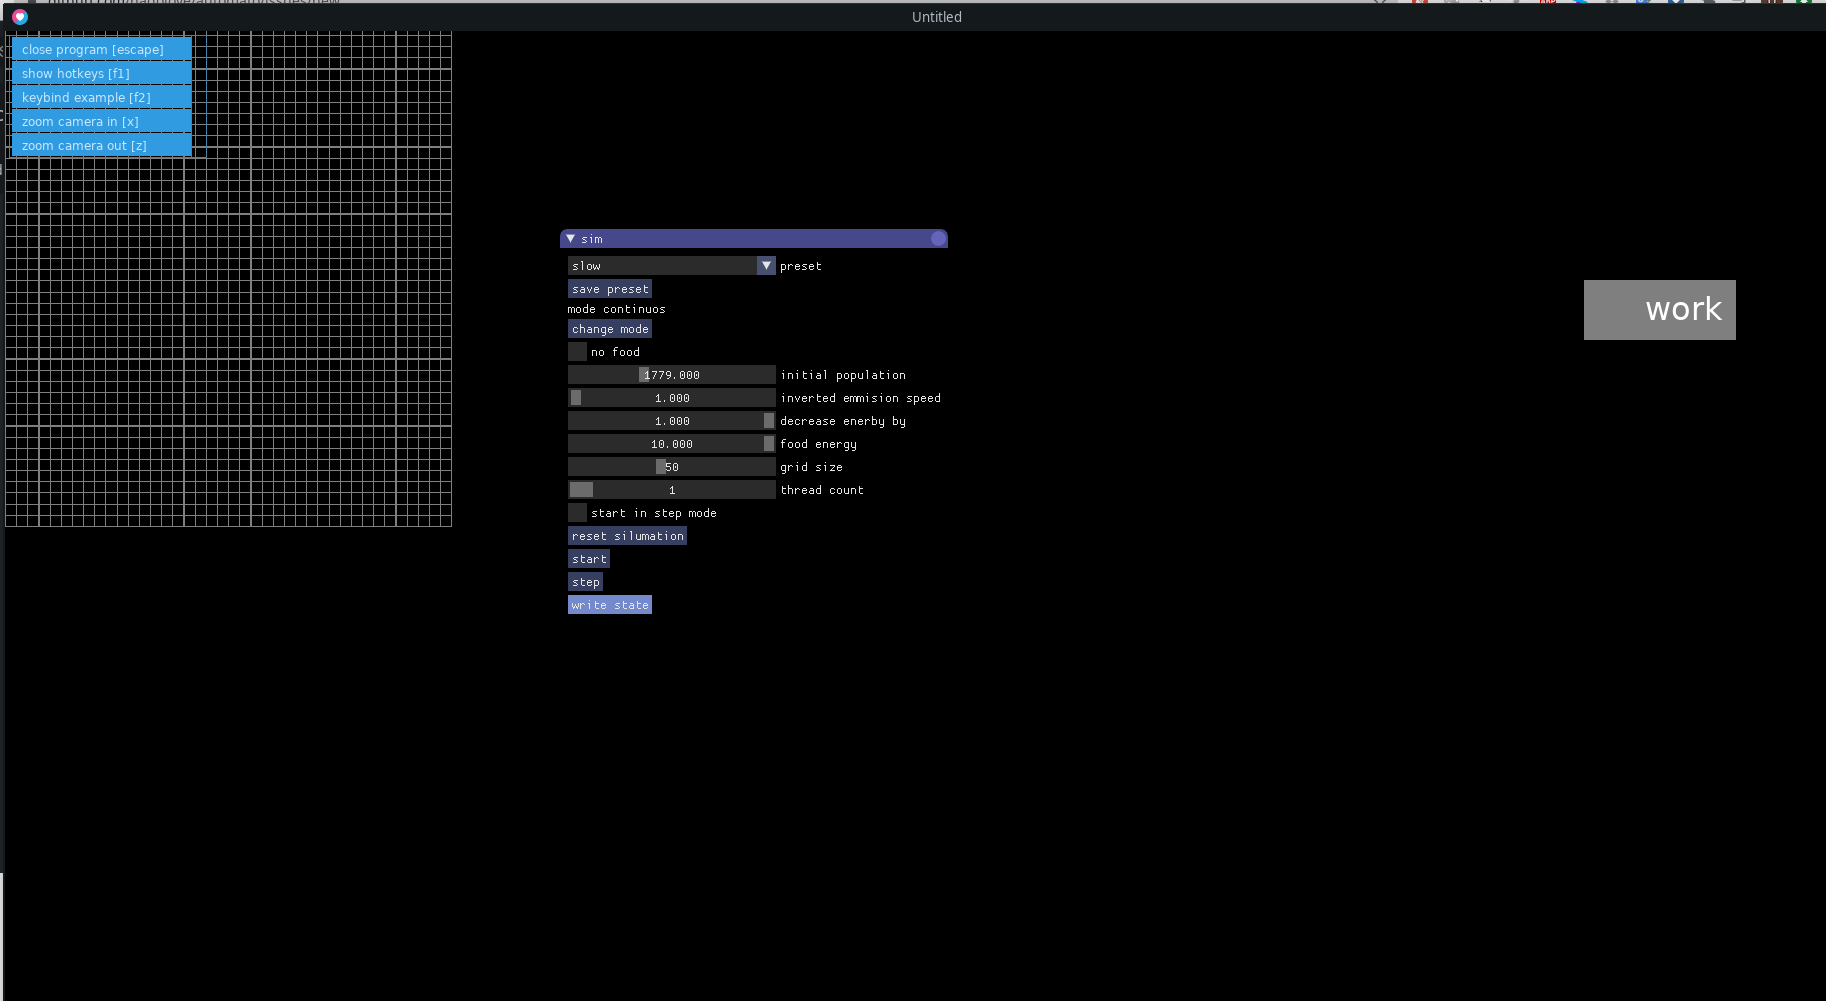 Untitled
close program [escape]
show hotkeys [f1]
keybind example [f2]
zoom camera in [x]
zoom camera out [z]
sim
slow preset
save preset
mode continuos
change mode
no food
1779.000 initial population
1.000 inverted emmision speed
1.000 decrease enerby by
10.000 food energy
50 grid size
1 thread count
start in step mode
reset silumation
start
step
write state
work